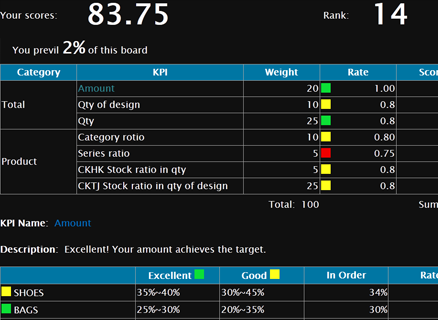 Your scores: 83.75 Rank: 14
You previl 2% of this board
Category KPI Weight Rate Scor
Total
Amount 20 1.00
Qty of design 10 0.8
Qty 25 0.8
Product
Category rotio 10 0.80
Series ratio 5 0.75
CKHK Stock ratio in qty 5 0.8
CKTJ Stock ratio in qty of design 25 0.8
Total: 100 Sum
KPI Name: Amount
Description: Excellent! Your amount achieves the target.
Excellent Good In Order Rate
SHOES 35%~40% 30%~45% 34%
BAGS 25%~30% 20%~35% 30%